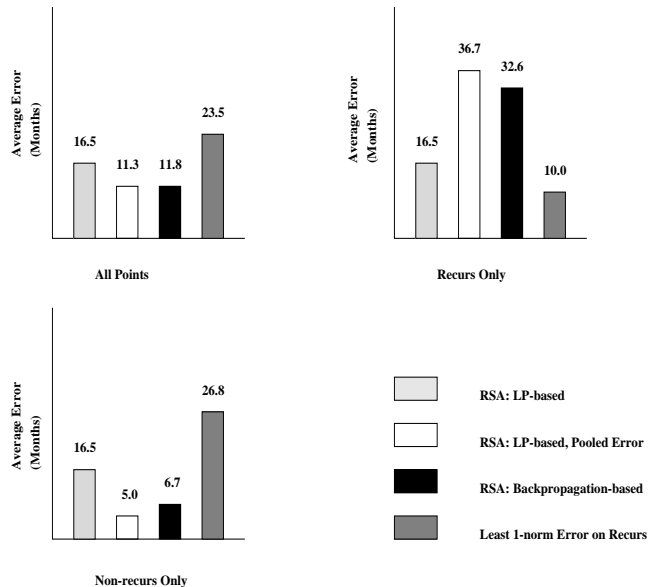 Average Error
(Months)
16.5
11.3
11.8
23.5
All Points
Average Error
(Months)
16.5
36.7
32.6
10.0
Recurs Only
Average Error
(Months)
16.5
5.0
6.7
26.8
Non-recurs Only
RSA: LP-based
RSA: LP-based, Pooled Error
RSA: Backpropagation-based
Least 1-norm Error on Recurs